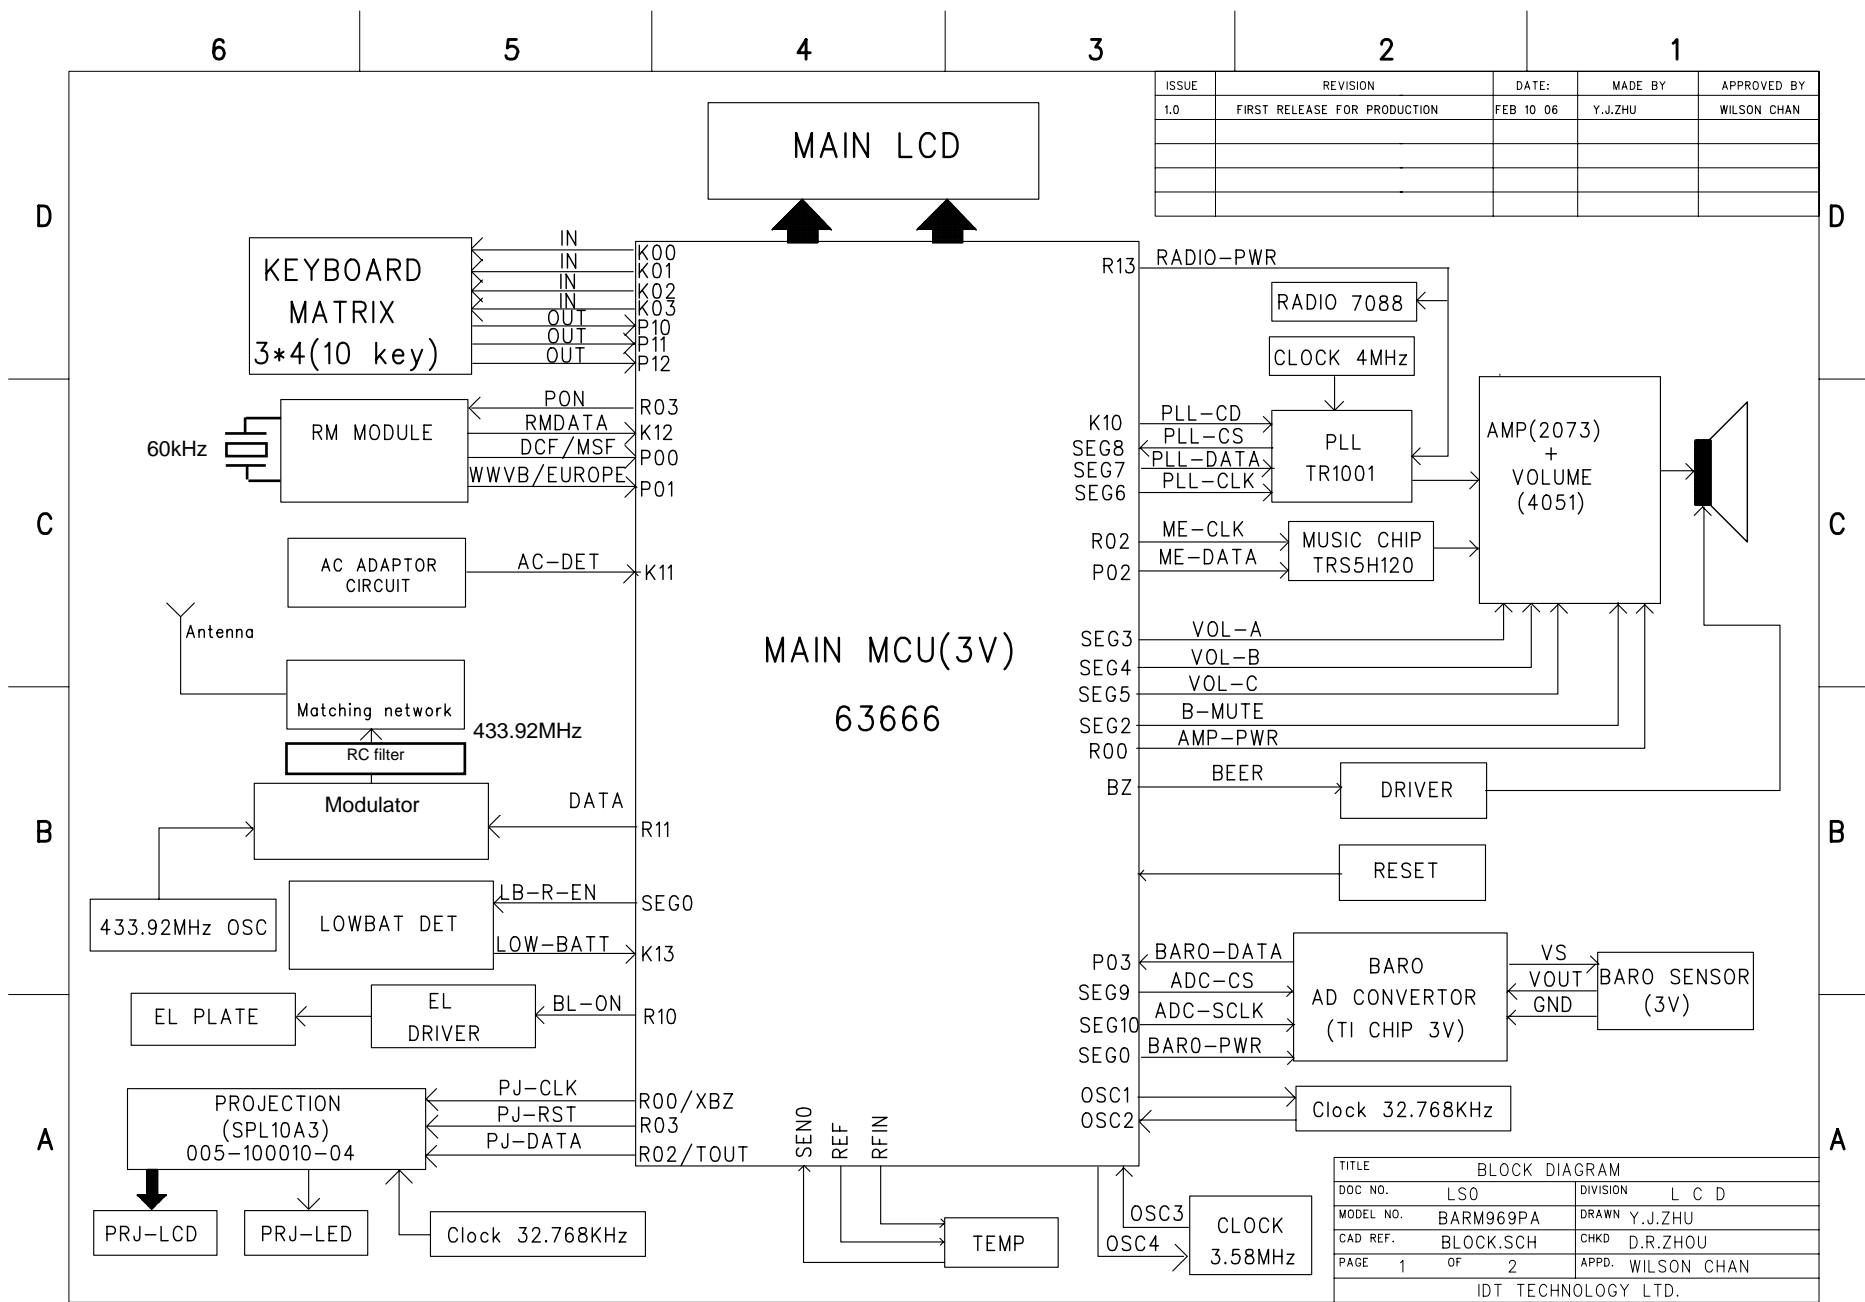 6 5 4 3 2 1
ISSUE REVISION DATE: MADE BY APPROVED BY
1.0 FIRST RELEASE FOR PRODUCTION FEB 10 06 Y.J.ZHU WILSON CHAN
MAIN LCD
D
D
KEYBOARD
MATRIX
3*4(10 key)
IN K00
IN K01
IN K02
IN K03
OUT P10
OUT P11
OUT P12
R13 RADIO-PWR
RADIO 7088
CLOCK 4MHz
60kHz
RM MODULE
PON R03
RMDATA K12
DCF/MSF P00
WWVB/EUROPE P01
K10 PLL-CD
SEG8 PLL-CS
SEG7 PLL-DATA
SEG6 PLL-CLK
PLL
TR1001
AMP(2073)
+
VOLUME
(4051)
C
C
AC ADAPTOR
CIRCUIT
AC-DET K11
R02 ME-CLK
P02 ME-DATA
MUSIC CHIP
TRS5H120
Antenna
MAIN MCU(3V)
63666
SEG3 VOL-A
SEG4 VOL-B
SEG5 VOL-C
SEG2 B-MUTE
R00 AMP-PWR
BZ BEER
DRIVER
Matching network
433.92MHz
RC filter
Modulator
DATA
R11
B
B
RESET
433.92MHz OSC
LOWBAT DET
LB-R-EN SEG0
LOW-BATT K13
P03 BARO-DATA
SEG9 ADC-CS
SEG10 ADC-SCLK
SEG0 BARO-PWR
BARO
AD CONVERTOR
(TI CHIP 3V)
VS
VOUT
GND
BARO SENSOR
(3V)
EL PLATE
EL
DRIVER
BL-ON R10
PROJECTION
(SPL10A3)
005-100010-04
PJ-CLK R00/XBZ
PJ-RST R03
PJ-DATA R02/TOUT
OSC1
OSC2
Clock 32.768KHz
A
A
SEN0
REF
RFIN
PRJ-LCD
PRJ-LED
Clock 32.768KHz
TEMP
OSC3
OSC4
CLOCK
3.58MHz
TITLE BLOCK DIAGRAM
DOC NO. LS0 DIVISION L C D
MODEL NO. BARM969PA DRAWN Y.J.ZHU
CAD REF. BLOCK.SCH CHKD D.R.ZHOU
PAGE 1 OF 2 APPD. WILSON CHAN
IDT TECHNOLOGY LTD.